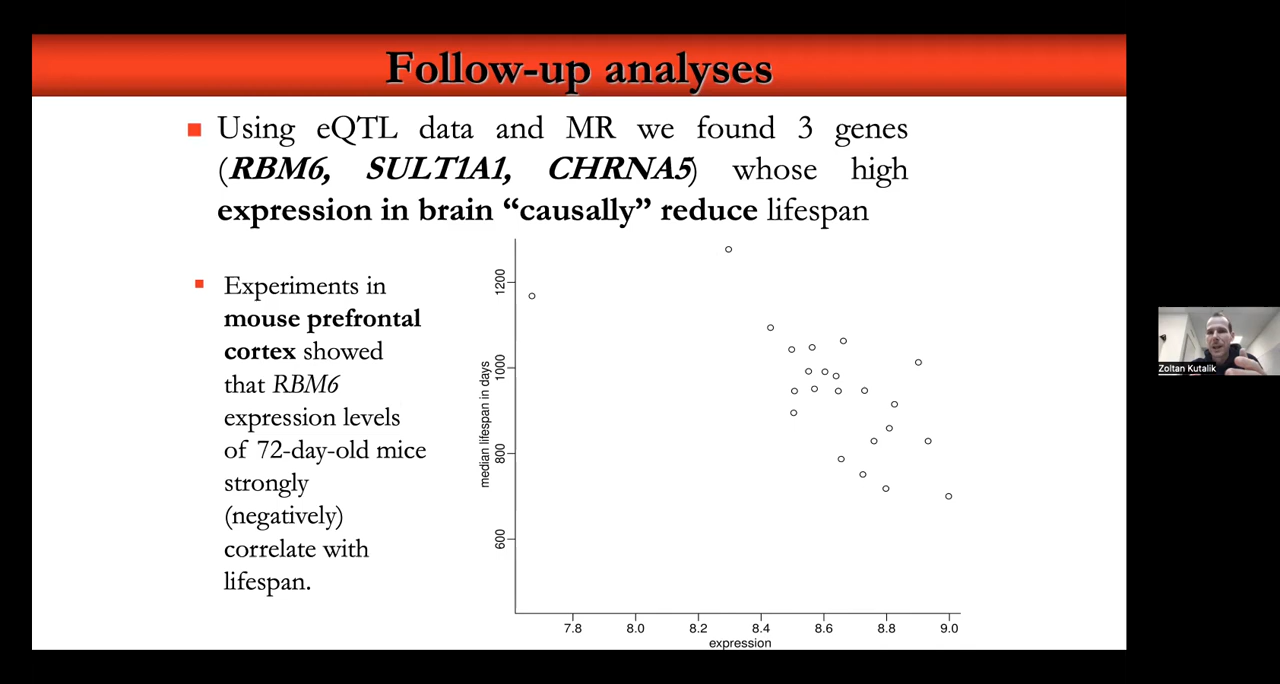 Follow-up analyses
Using eQTL data and MR we found 3 genes
(RBM6, SULT1A1, CHRNA5) whose high
expression in brain “causally” reduce lifespan
Experiments in
mouse prefrontal
cortex showed
that RBM6
expression levels
of 72-day-old mice
strongly
(negatively)
correlate with
lifespan.
median lifespan in days
1200
1000
800
600
7.8 8.0 8.2 8.4 8.6 8.8 9.0
expression
Zoltan Kutalik